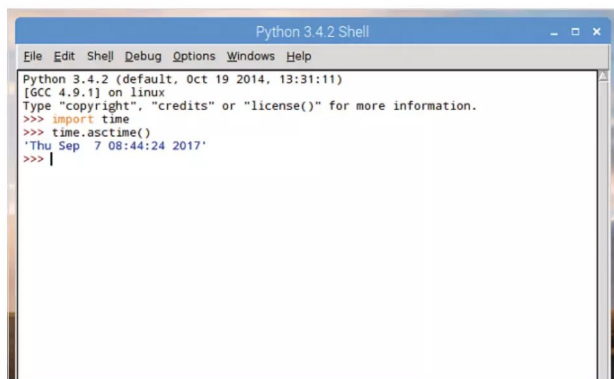 Python 3.4.2 Shell
File Edit Shell Debug Options Windows Help
Python 3.4.2 (default, Oct 19 2014, 13:31:11)
[GCC 4.9.1] on linux
Type "copyright", "credits" or "license()" for more information.
>>> import time
>>> time.asctime()
'Thu Sep  7 08:44:24 2017'
>>>